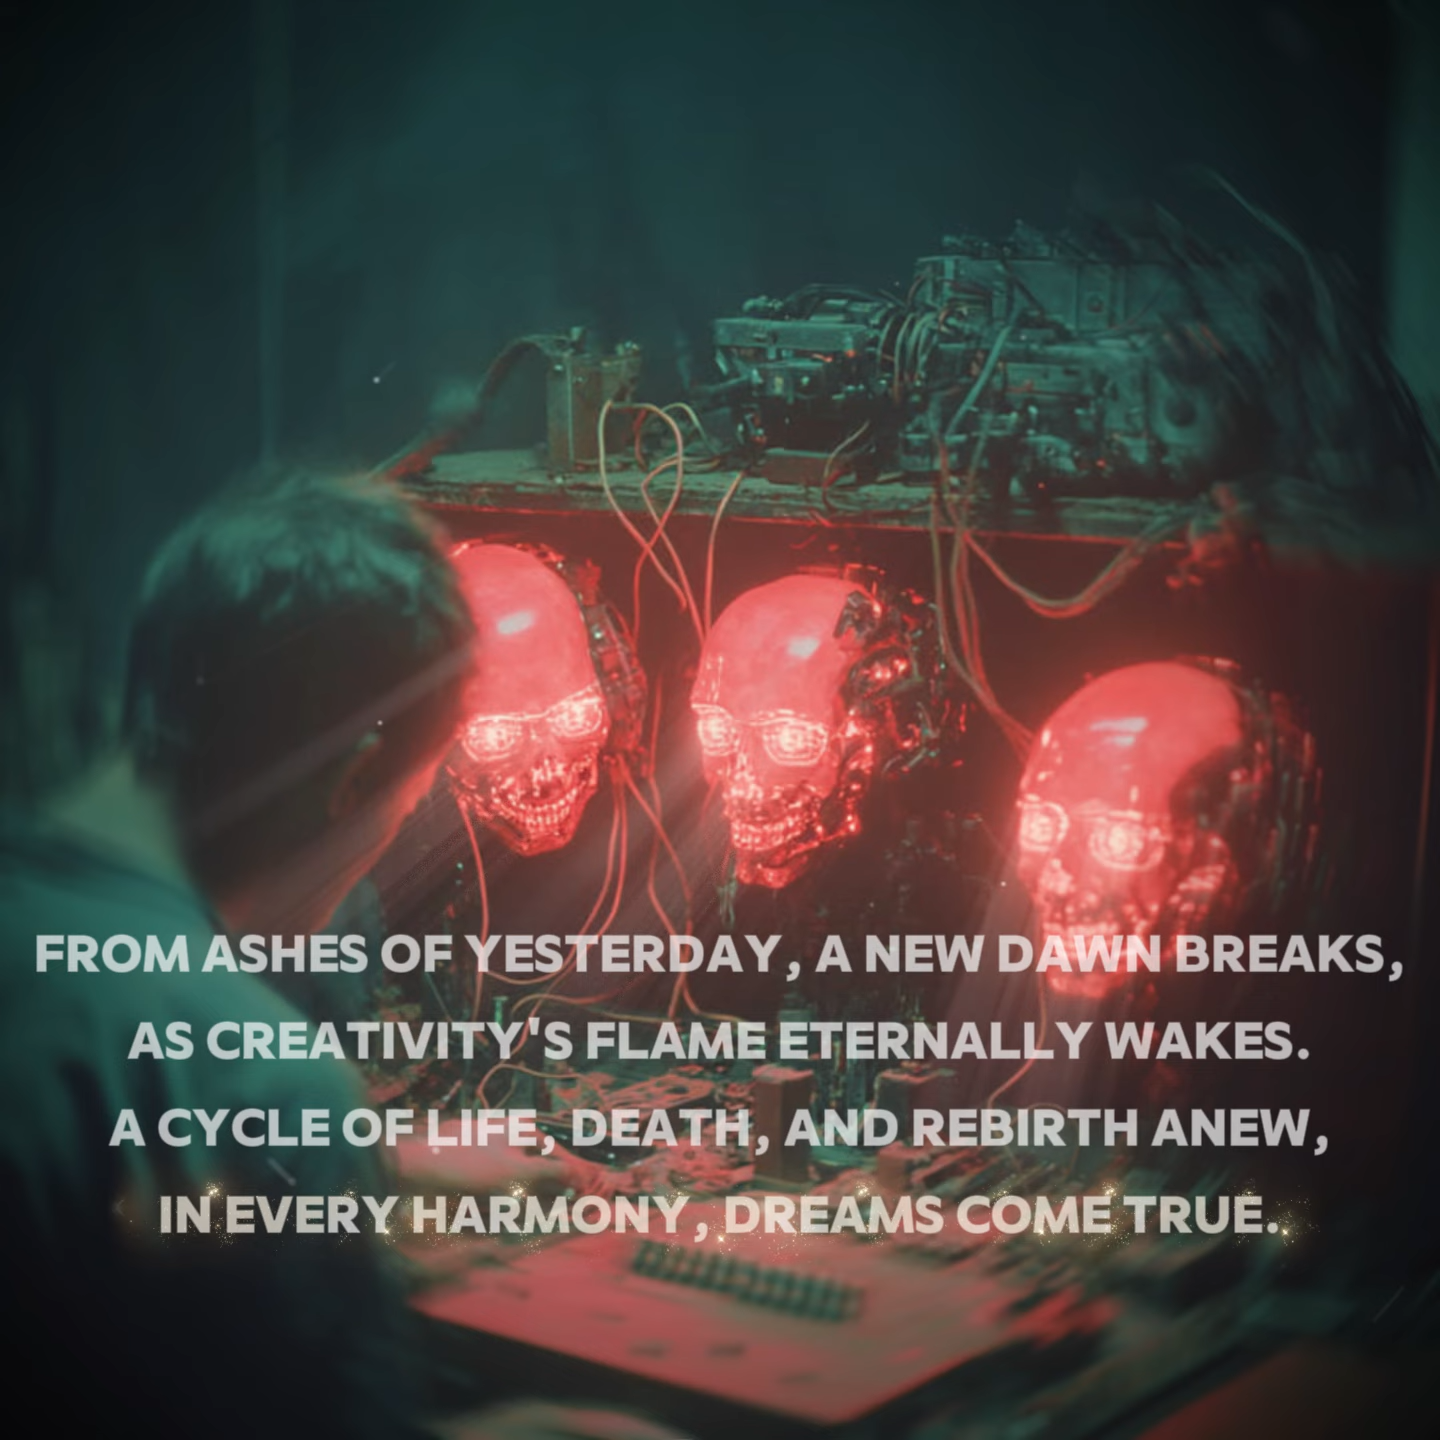 FROM ASHES OF YESTERDAY, A NEW DAWN BREAKS,
AS CREATIVITY'S FLAME ETERNALLY WAKES.
A CYCLE OF LIFE, DEATH, AND REBIRTH ANEW,
IN EVERY HARMONY, DREAMS COME TRUE.